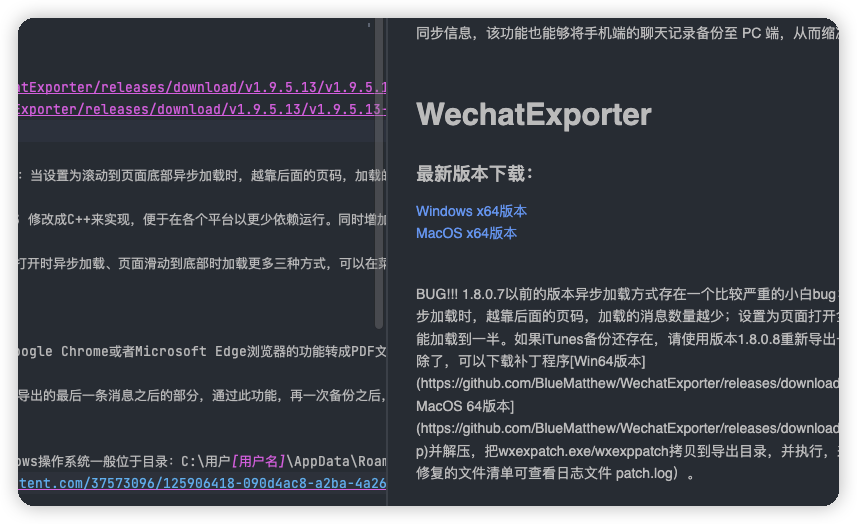 atExporter/releases/download/v1.9.5.13/v1.9.5.1
Exporter/releases/download/v1.9.5.13/v1.9.5.13-
：当设置为滚动到页面底部异步加载时，越靠后面的页码，加载的
修改成C++来实现，便于在各个平台以更少依赖运行。同时增加
打开时异步加载、页面滑动到底部时加载更多三种方式，可以在菜
oogle Chrome或者Microsoft Edge浏览器的功能转成PDF文
导出的最后一条消息之后的部分，通过此功能，再一次备份之后，
ows操作系统一般位于目录：C:\用户[用户名]\AppData\Roam
tent.com/37573096/125906418-090d4ac8-a2ba-4a26
同步信息，该功能也能够将手机端的聊天记录备份至 PC 端，从而缩
WechatExporter
最新版本下载：
Windows x64版本
MacOS x64版本
BUG!!! 1.8.0.7以前的版本异步加载方式存在一个比较严重的小白bug
步加载时，越靠后面的页码，加载的消息数量越少；设置为页面打开
能加载到一半。如果iTunes备份还存在，请使用版本1.8.0.8重新导出
除了，可以下载补丁程序[Win64版本]
(https://github.com/BlueMatthew/WechatExporter/releases/download
MacOS 64版本]
(https://github.com/BlueMatthew/WechatExporter/releases/download
p)并解压，把wxexpatch.exe/wxexppatch拷贝到导出目录，并执行，
修复的文件清单可查看日志文件 patch.log）。